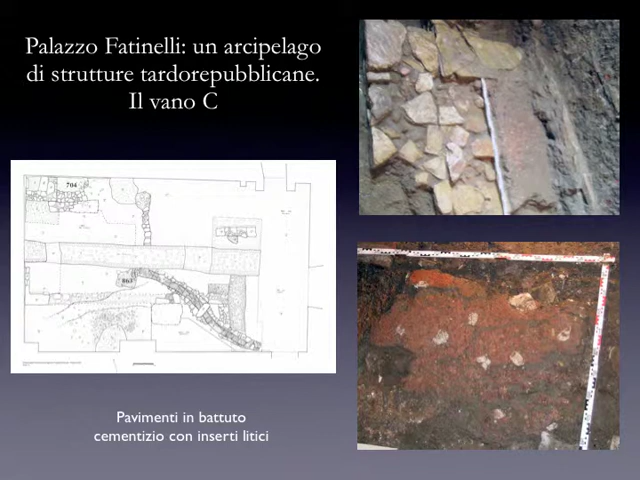 Palazzo Fatinelli: un arcipelago
di strutture tardorepubblicane.
Il vano C
704
Pavimenti in battuto
cementizio con inserti litici